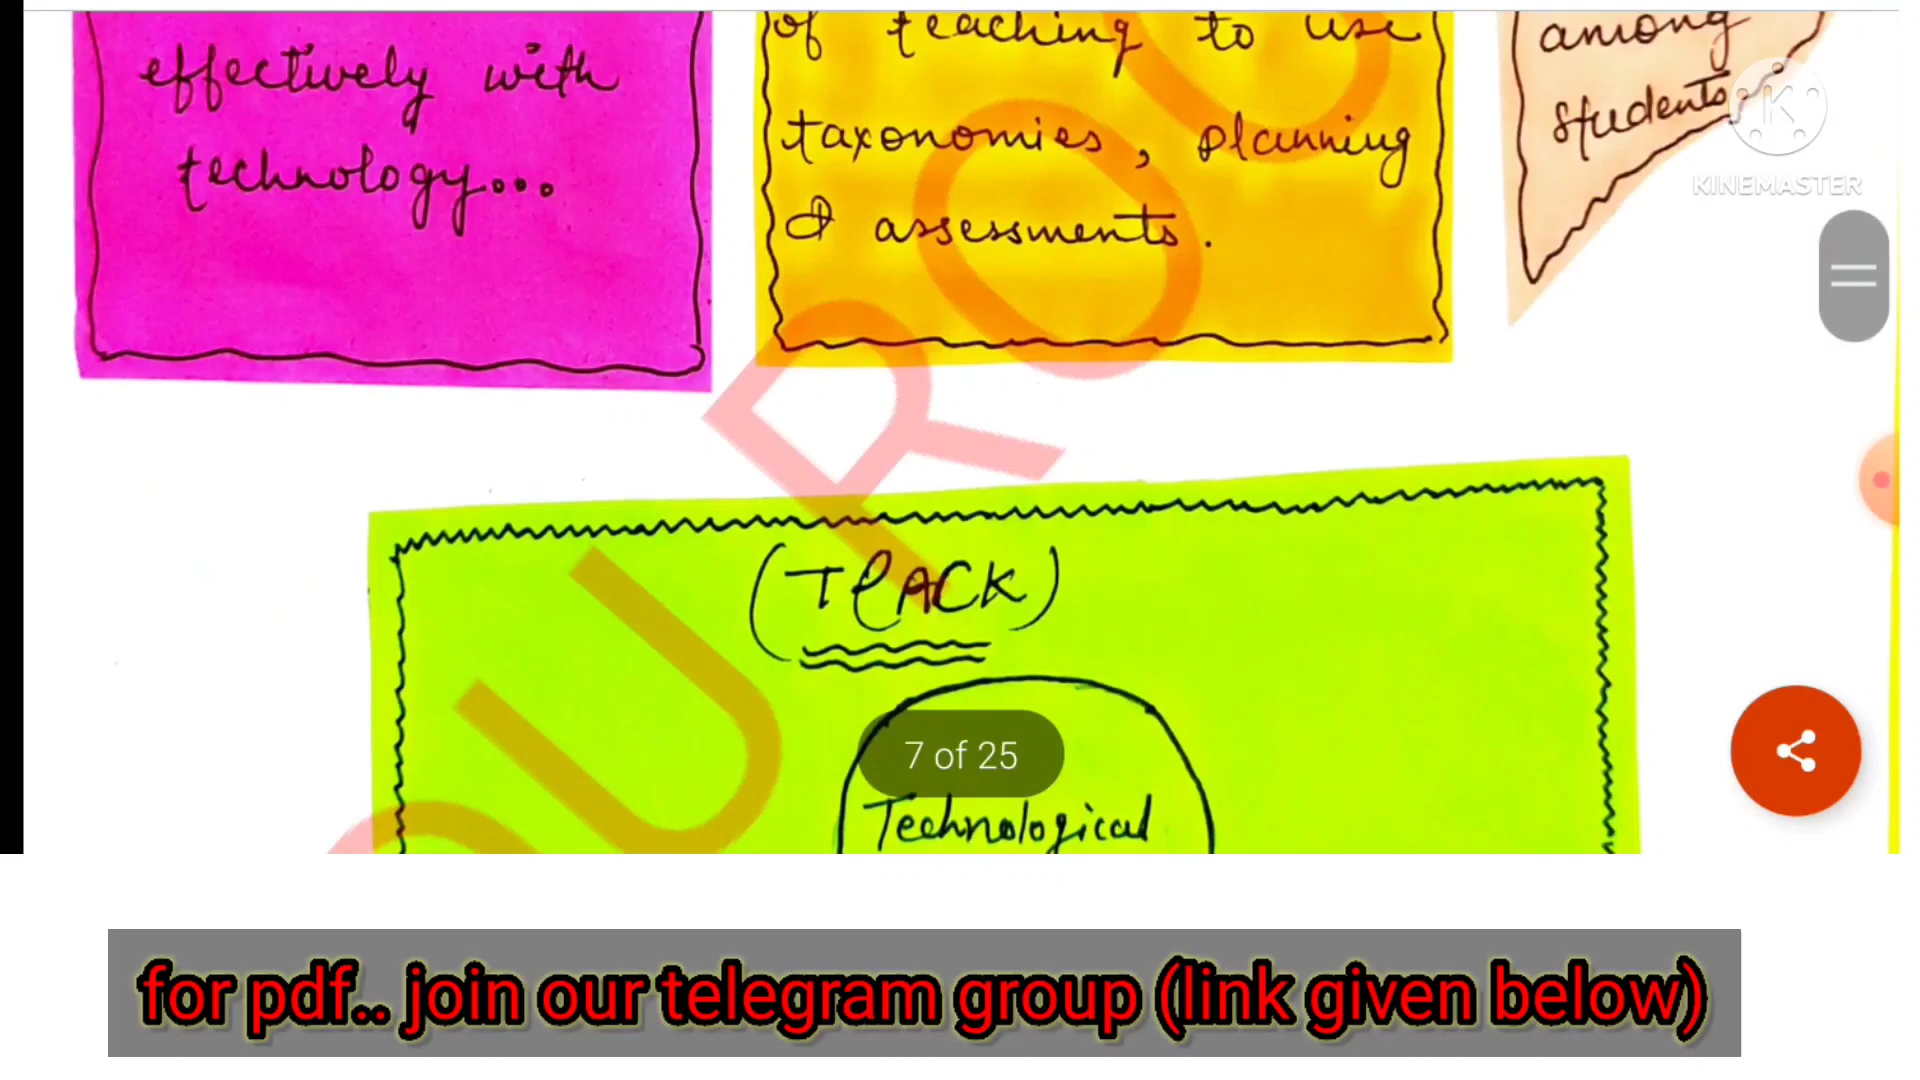 effectively with
technology...
of teaching to use
taxonomies, planning
& assessments.
among
students.
KINEMASTER
(TPACK)
7 of 25
Technological
for pdf.. join our telegram group (link given below)